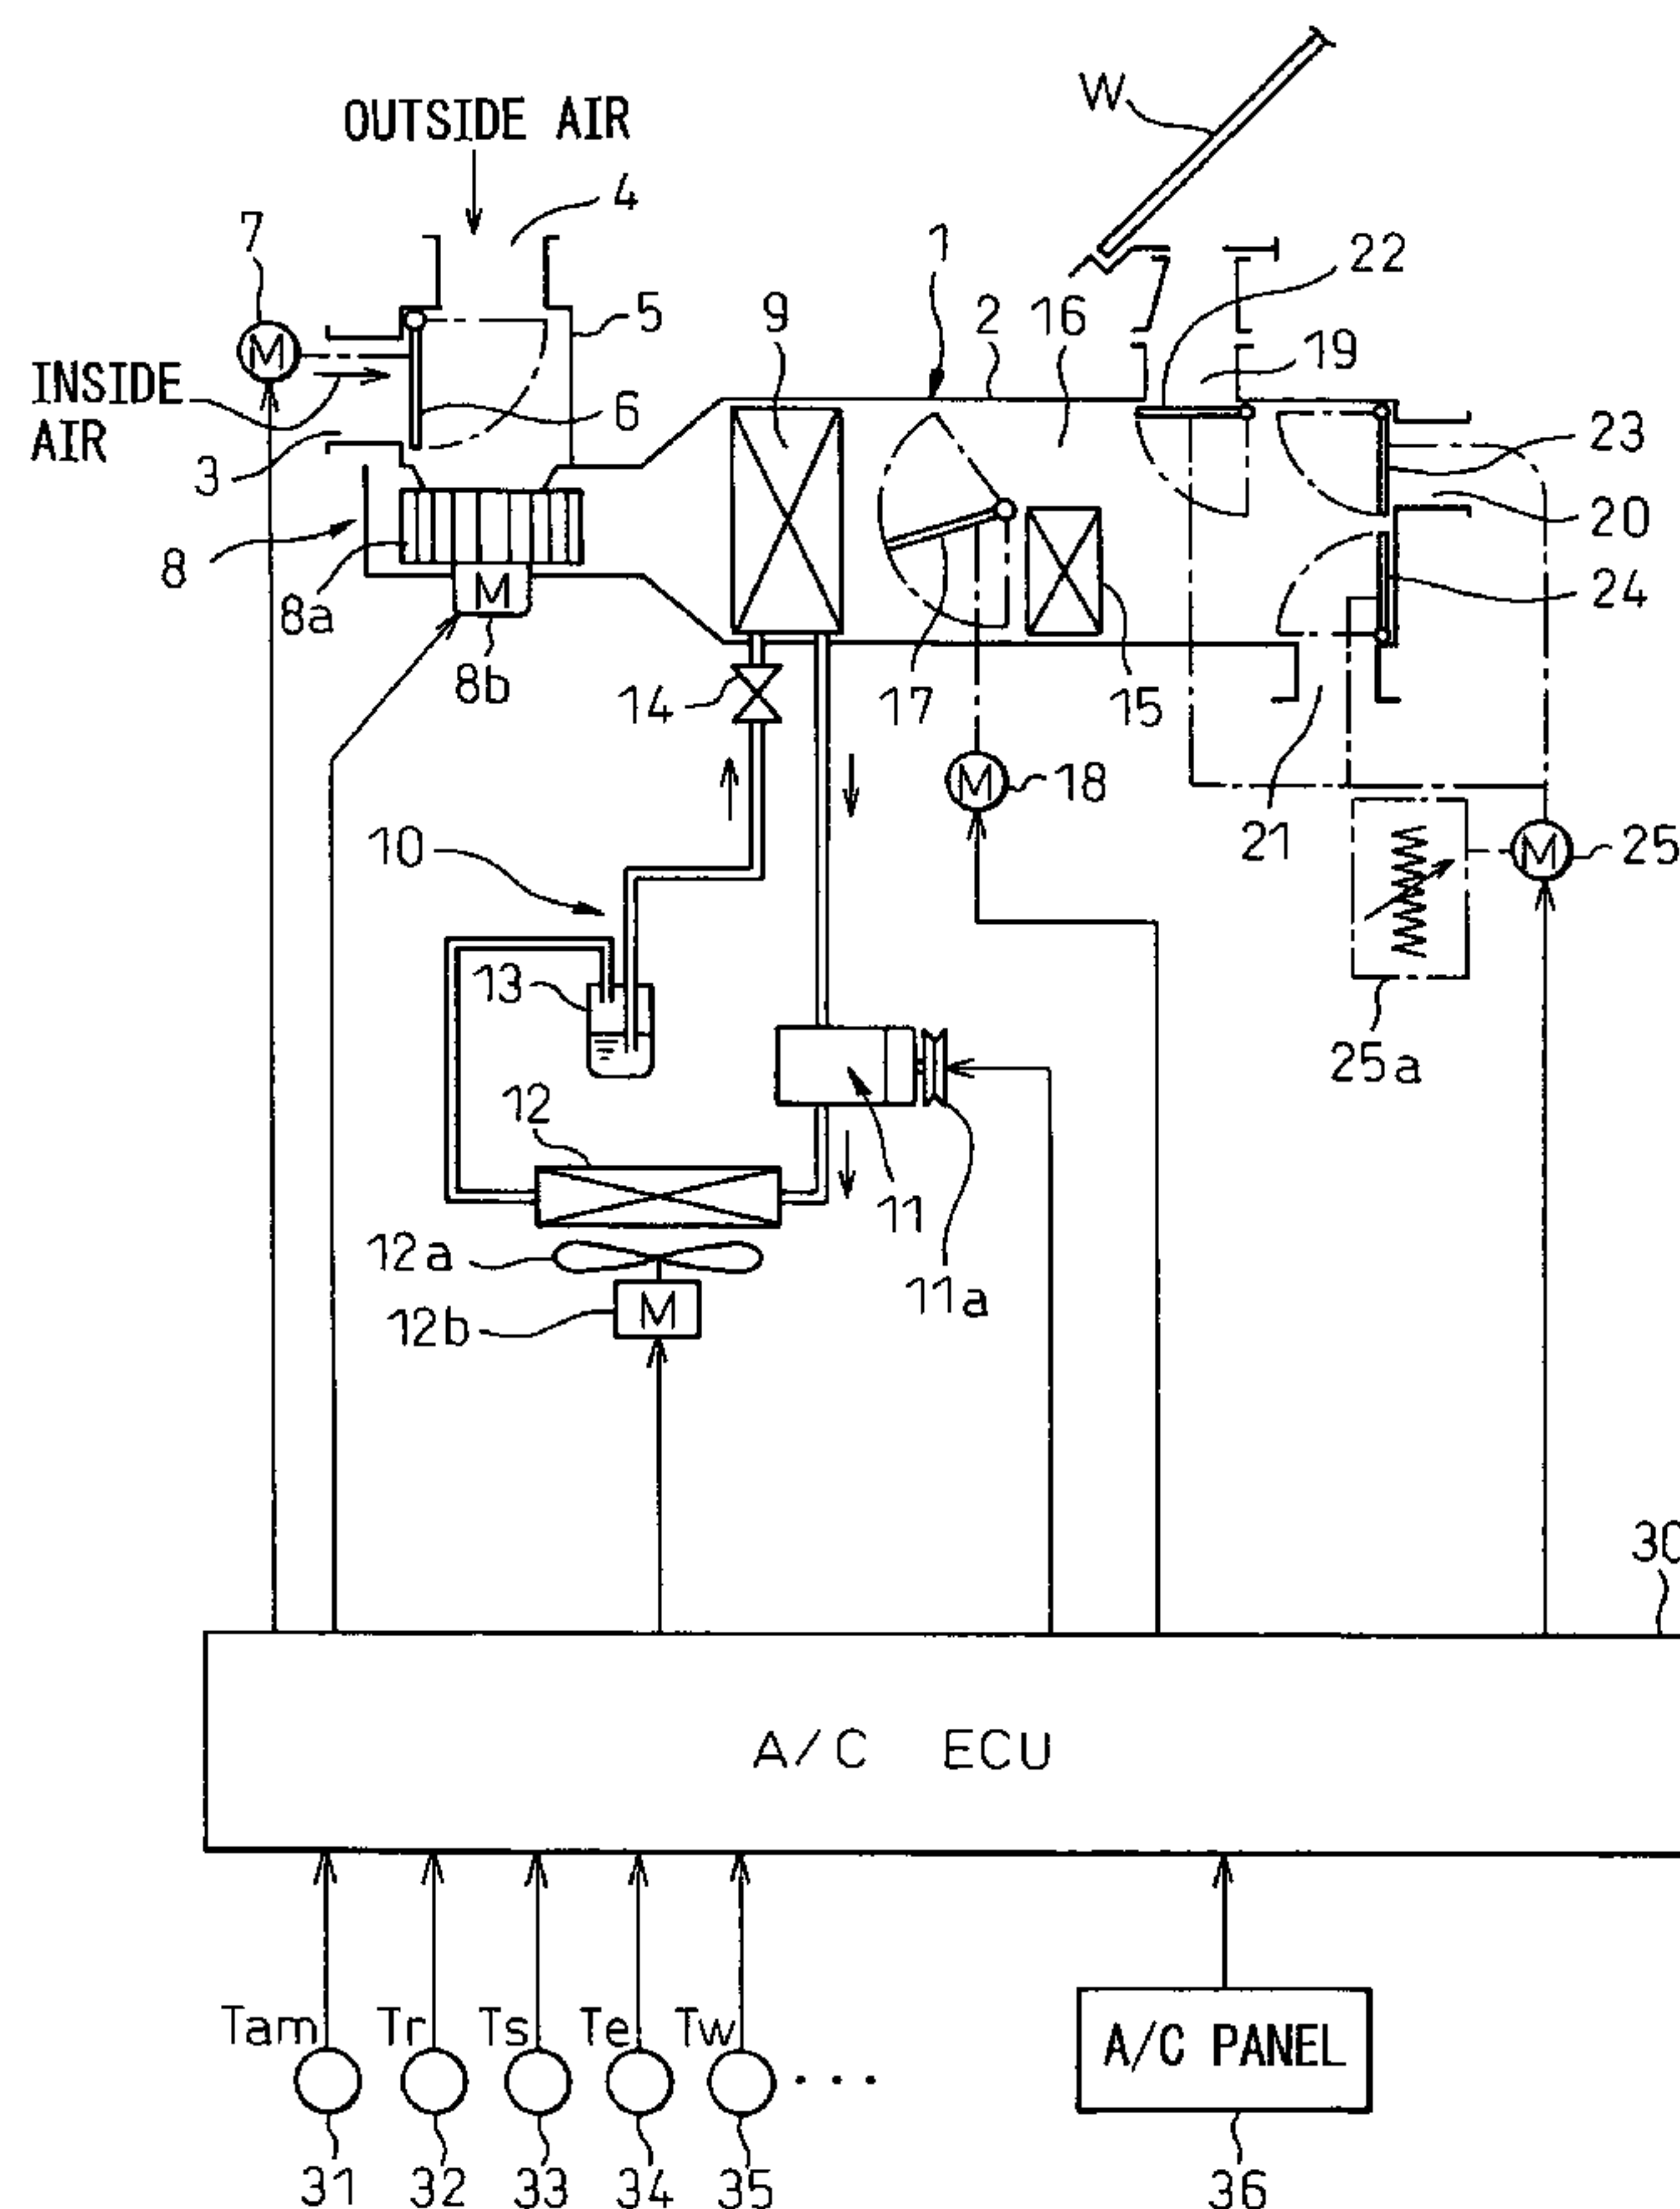 W
OUTSIDE AIR
4
7
1
22
5
9
2
16
M
19
INSIDE
AIR
6
23
3
20
8
8a
M
24
8b
14
17
15
M
18
10
21
M
25
13
25a
12
11
12a
11a
12b
M
30
A/C ECU
Tam
Tr
Ts
Te
Tw
...
A/C PANEL
31
32
33
34
35
36